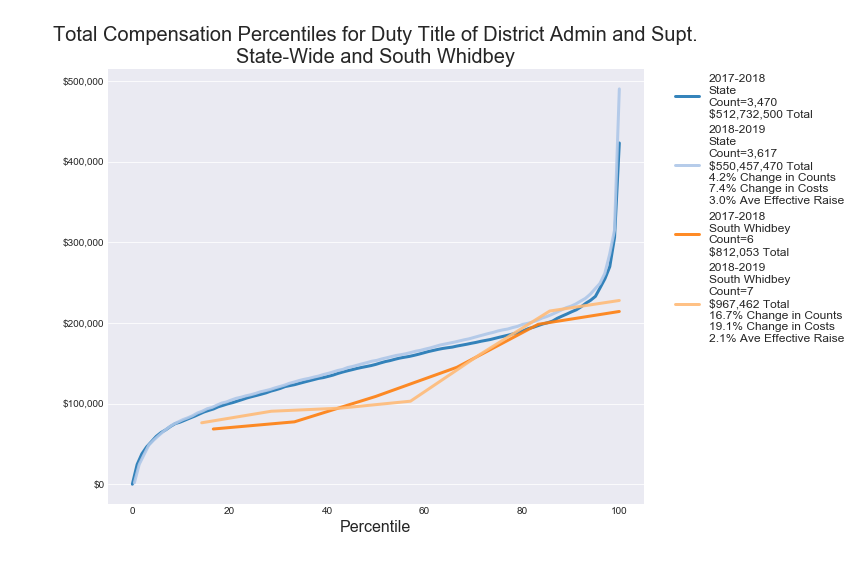 Total Compensation Percentiles for Duty Title of District Admin and Supt.
State-Wide and South Whidbey
$500,000
$400,000
$300,000
$200,000
$100,000
$0
0 20 40 60 80 100
Percentile
2017-2018
State
Count=3,470
$512,732,500 Total
2018-2019
State
Count=3,617
$550,457,470 Total
4.2% Change in Counts
7.4% Change in Costs
3.0% Ave Effective Raise
2017-2018
South Whidbey
Count=6
$812,053 Total
2018-2019
South Whidbey
Count=7
$967,462 Total
16.7% Change in Counts
19.1% Change in Costs
2.1% Ave Effective Raise